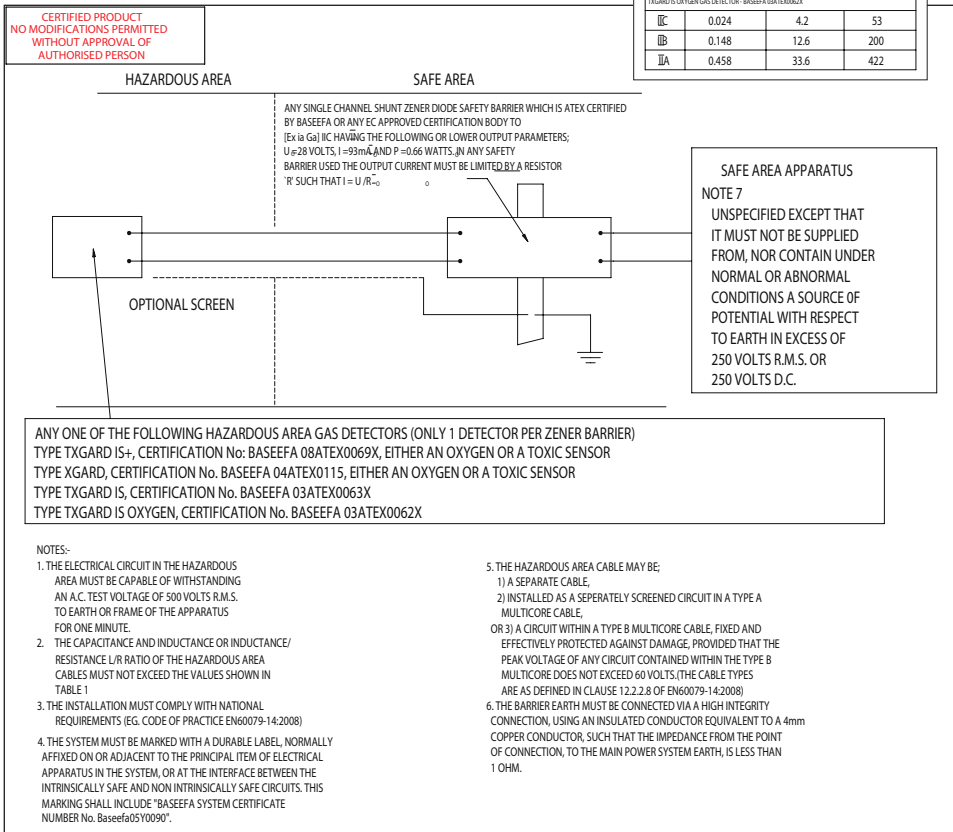 CERTIFIED PRODUCT
NO MODIFICATIONS PERMITTED
WITHOUT APPROVAL OF
AUTHORISED PERSON
TXGARD IS OXYGEN GAS DETECTOR - BASEEFA 03ATEX0062X
IIC 0.024 4.2 53
IIB 0.148 12.6 200
IIA 0.458 33.6 422
HAZARDOUS AREA
SAFE AREA
ANY SINGLE CHANNEL SHUNT ZENER DIODE SAFETY BARRIER WHICH IS ATEX CERTIFIED
BY BASEEFA OR ANY EC APPROVED CERTIFICATION BODY TO
[Ex ia Ga] IIC HAVING THE FOLLOWING OR LOWER OUTPUT PARAMETERS;
U =28 VOLTS, I =93mA AND P =0.66 WATTS. IN ANY SAFETY
BARRIER USED THE OUTPUT CURRENT MUST BE LIMITED BY A RESISTOR
`R' SUCH THAT I = U /R
SAFE AREA APPARATUS
NOTE 7
UNSPECIFIED EXCEPT THAT
IT MUST NOT BE SUPPLIED
FROM, NOR CONTAIN UNDER
NORMAL OR ABNORMAL
CONDITIONS A SOURCE 0F
POTENTIAL WITH RESPECT
TO EARTH IN EXCESS OF
250 VOLTS R.M.S. OR
250 VOLTS D.C.
OPTIONAL SCREEN
ANY ONE OF THE FOLLOWING HAZARDOUS AREA GAS DETECTORS (ONLY 1 DETECTOR PER ZENER BARRIER)
TYPE TXGARD IS+, CERTIFICATION No: BASEEFA 08ATEX0069X, EITHER AN OXYGEN OR A TOXIC SENSOR
TYPE XGARD, CERTIFICATION No. BASEEFA 04ATEX0115, EITHER AN OXYGEN OR A TOXIC SENSOR
TYPE TXGARD IS, CERTIFICATION No. BASEEFA 03ATEX0063X
TYPE TXGARD IS OXYGEN, CERTIFICATION No. BASEEFA 03ATEX0062X
NOTES:-
1. THE ELECTRICAL CIRCUIT IN THE HAZARDOUS
AREA MUST BE CAPABLE OF WITHSTANDING
AN A.C. TEST VOLTAGE OF 500 VOLTS R.M.S.
TO EARTH OR FRAME OF THE APPARATUS
FOR ONE MINUTE.
2. THE CAPACITANCE AND INDUCTANCE OR INDUCTANCE/
RESISTANCE L/R RATIO OF THE HAZARDOUS AREA
CABLES MUST NOT EXCEED THE VALUES SHOWN IN
TABLE 1
3. THE INSTALLATION MUST COMPLY WITH NATIONAL
REQUIREMENTS (EG. CODE OF PRACTICE EN60079-14:2008)
4. THE SYSTEM MUST BE MARKED WITH A DURABLE LABEL, NORMALLY
AFFIXED ON OR ADJACENT TO THE PRINCIPAL ITEM OF ELECTRICAL
APPARATUS IN THE SYSTEM, OR AT THE INTERFACE BETWEEN THE
INTRINSICALLY SAFE AND NON INTRINSICALLY SAFE CIRCUITS. THIS
MARKING SHALL INCLUDE "BASEEFA SYSTEM CERTIFICATE
NUMBER No. Baseefa05Y0090".
5. THE HAZARDOUS AREA CABLE MAY BE;
1) A SEPARATE CABLE,
2) INSTALLED AS A SEPERATELY SCREENED CIRCUIT IN A TYPE A
MULTICORE CABLE,
OR 3) A CIRCUIT WITHIN A TYPE B MULTICORE CABLE, FIXED AND
EFFECTIVELY PROTECTED AGAINST DAMAGE, PROVIDED THAT THE
PEAK VOLTAGE OF ANY CIRCUIT CONTAINED WITHIN THE TYPE B
MULTICORE DOES NOT EXCEED 60 VOLTS.(THE CABLE TYPES
ARE AS DEFINED IN CLAUSE 12.2.2.8 OF EN60079-14:2008)
6. THE BARRIER EARTH MUST BE CONNECTED VIA A HIGH INTEGRITY
CONNECTION, USING AN INSULATED CONDUCTOR EQUIVALENT TO A 4mm
COPPER CONDUCTOR, SUCH THAT THE IMPEDANCE FROM THE POINT
OF CONNECTION, TO THE MAIN POWER SYSTEM EARTH, IS LESS THAN
1 OHM.